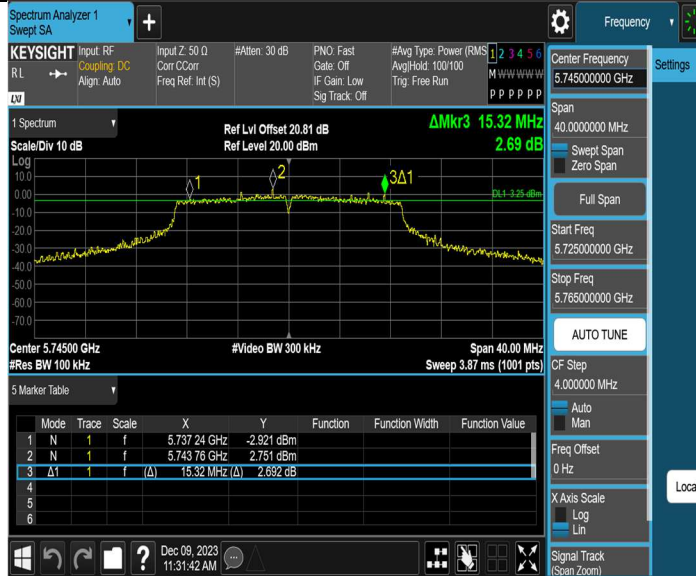 Spectrum Analyzer 1
Swept SA
+
Frequency
KEYSIGHT
RL
LXI
Input: RF
Coupling: DC
Align: Auto
Input Z: 50 Ω
Corr CCorr
Freq Ref: Int (S)
#Atten: 30 dB
PNO: Fast
Gate: Off
IF Gain: Low
Sig Track: Off
#Avg Type: Power (RMS
Avg|Hold: 100/100
Trig: Free Run
1 2 3 4 5 6
M W W W W W
P P P P P P
1 Spectrum
Scale/Div 10 dB
Ref Lvl Offset 20.81 dB
Ref Level 20.00 dBm
ΔMkr3 15.32 MHz
2.69 dB
Log
10.0
0.00
-10.0
-20.0
-30.0
-40.0
-50.0
-60.0
-70.0
1
2
3Δ1
DL1 3.25 dBm
Center 5.74500 GHz
#Res BW 100 kHz
#Video BW 300 kHz
Span 40.00 MHz
Sweep 3.87 ms (1001 pts)
5 Marker Table
Mode Trace Scale X Y Function Function Width Function Value
1 N 1 f 5.737 24 GHz -2.921 dBm
2 N 1 f 5.743 76 GHz 2.751 dBm
3 Δ1 1 f (Δ) 15.32 MHz (Δ) 2.692 dB
4
5
6
?
Dec 09, 2023
11:31:42 AM
Center Frequency
5.745000000 GHz
Span
40.0000000 MHz
Swept Span
Zero Span
Full Span
Start Freq
5.725000000 GHz
Stop Freq
5.765000000 GHz
AUTO TUNE
CF Step
4.000000 MHz
Auto
Man
Freq Offset
0 Hz
X Axis Scale
Log
Lin
Signal Track
(Span Zoom)
Settings
Loca